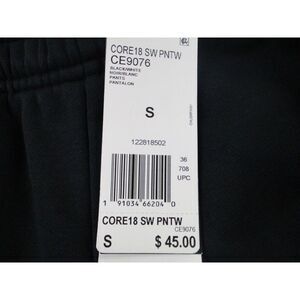 CORE18 SW PNTW
CE9076
BLACK/WHITE
NOIR/BLANC
PANTS
PANTALON
S
122818502
36
708
UPC
1 91034 66204 0
CORE18 SW PNTW
CE9076
S $ 45.00